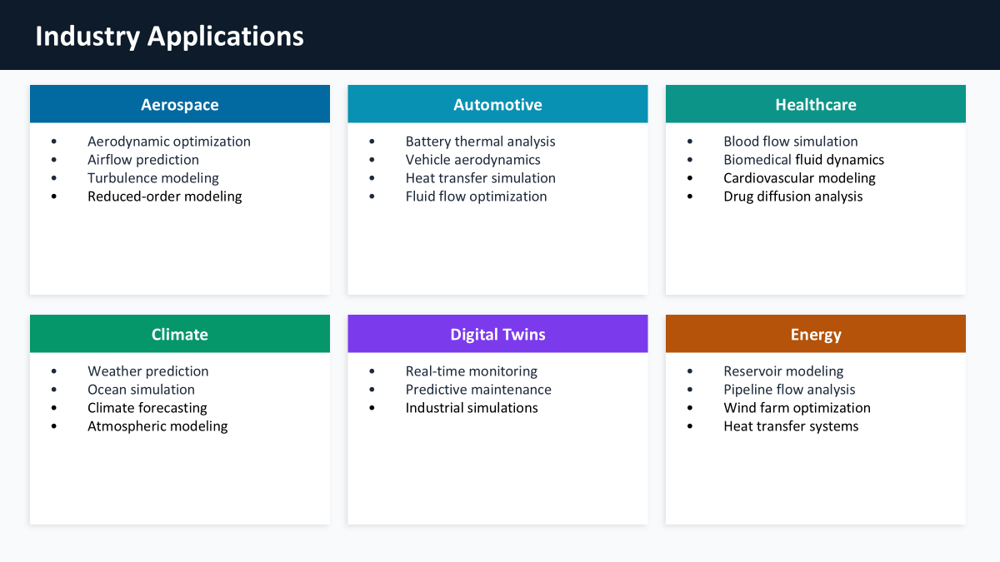 Industry Applications
Aerospace
• Aerodynamic optimization
• Airflow prediction
• Turbulence modeling
• Reduced-order modeling
Automotive
• Battery thermal analysis
• Vehicle aerodynamics
• Heat transfer simulation
• Fluid flow optimization
Healthcare
• Blood flow simulation
• Biomedical fluid dynamics
• Cardiovascular modeling
• Drug diffusion analysis
Climate
• Weather prediction
• Ocean simulation
• Climate forecasting
• Atmospheric modeling
Digital Twins
• Real-time monitoring
• Predictive maintenance
• Industrial simulations
Energy
• Reservoir modeling
• Pipeline flow analysis
• Wind farm optimization
• Heat transfer systems